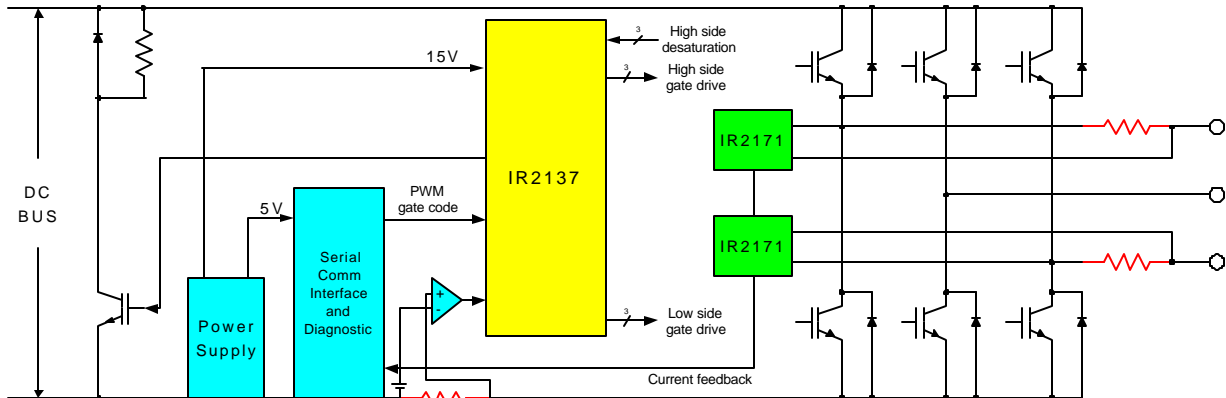 3
High side
desaturation
15V
3
High side
gate drive
IR2171
IR2137
DC
BUS
PWM
gate code
5V
IR2171
Serial
Comm
Interface
and
Diagnostic
+
-
Power
Supply
3
Low side
gate drive
Current feedback